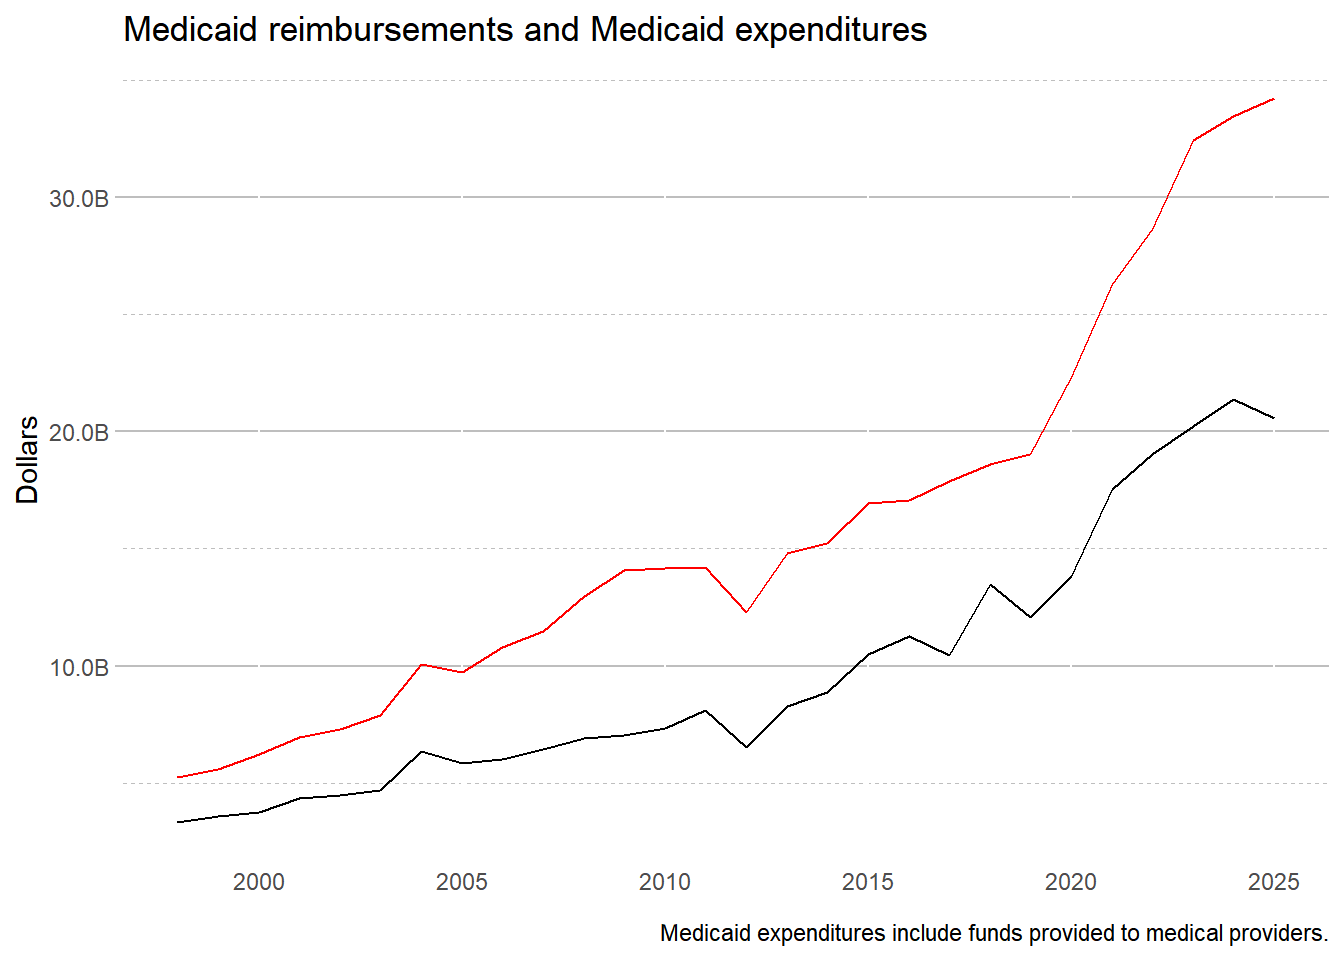 Medicaid reimbursements and Medicaid expenditures
30.0B
20.0B
10.0B
Dollars
2000 2005 2010 2015 2020 2025
Medicaid expenditures include funds provided to medical providers.